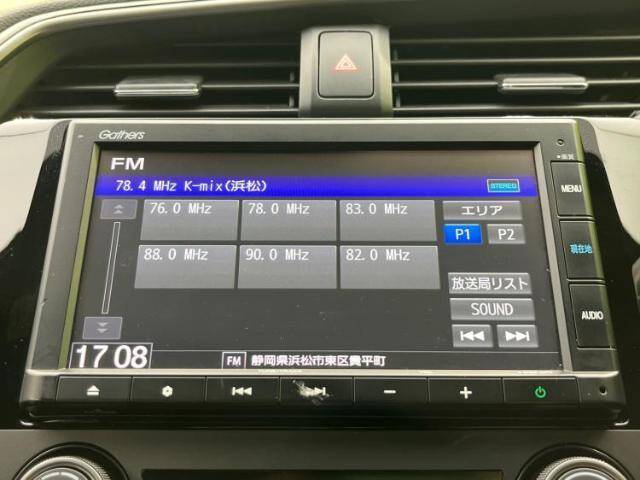 Gathers
FM
78.4 MHz K-mix(浜松)
STEREO
76.0 MHz
78.0 MHz
83.0 MHz
88.0 MHz
90.0 MHz
82.0 MHz
エリア
P1
P2
放送局リスト
SOUND
17 08
FM
静岡県浜松市東区貴平町
画質
MENU
現在地
AUDIO